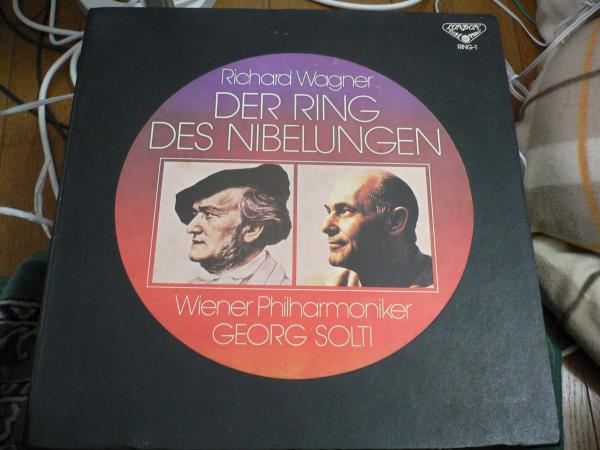 LONDON
RING-1
Richard Wagner
DER RING
DES NIBELUNGEN
Wiener Philharmoniker
GEORG SOLTI